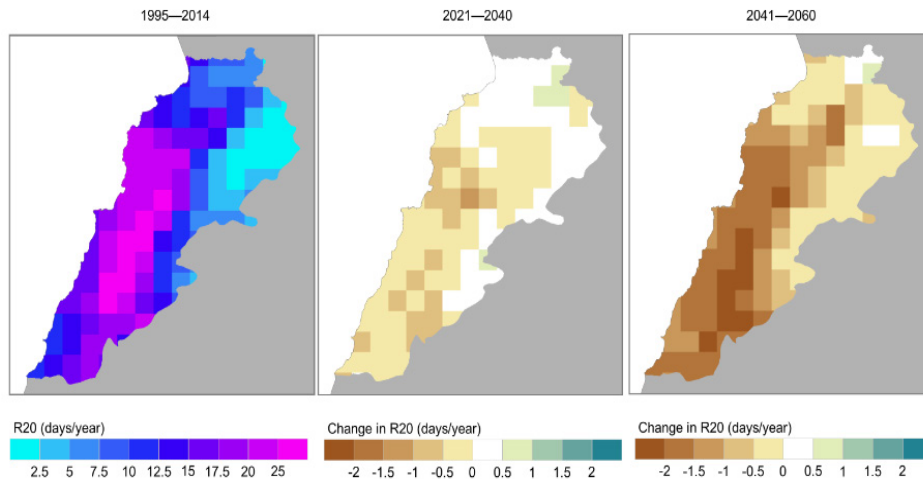 1995—2014
2021—2040
2041—2060
R20 (days/year)
2.5 5 7.5 10 12.5 15 17.5 20 25
Change in R20 (days/year)
-2 -1.5 -1 -0.5 0 0.5 1 1.5 2
Change in R20 (days/year)
-2 -1.5 -1 -0.5 0 0.5 1 1.5 2